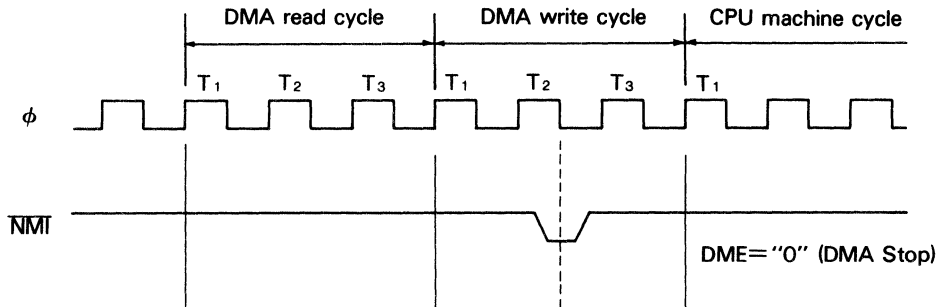 DMA read cycle DMA write cycle CPU machine cycle
T1 T2 T3 T1 T2 T3 T1
φ
N̅M̅I̅
DME="0" (DMA Stop)